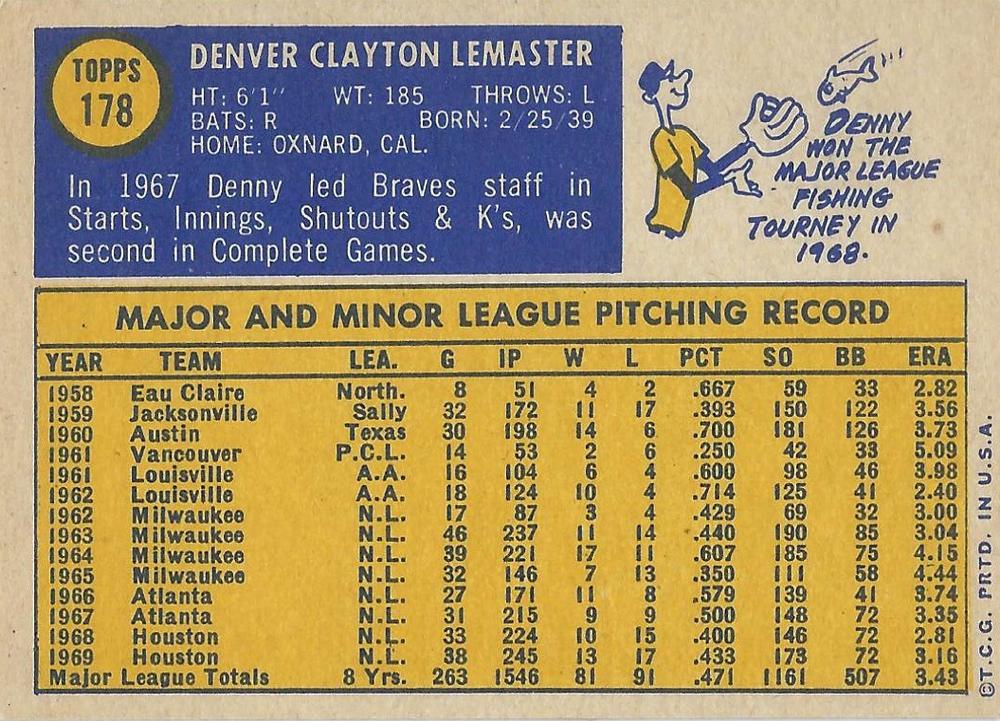 TOPPS
178
DENVER CLAYTON LEMASTER
HT: 6'1" WT: 185 THROWS: L
BATS: R BORN: 2/25/39
HOME: OXNARD, CAL.
In 1967 Denny led Braves staff in
Starts, Innings, Shutouts & K's, was
second in Complete Games.
DENNY
WON THE
MAJOR LEAGUE
FISHING
TOURNEY IN
1968.
MAJOR AND MINOR LEAGUE PITCHING RECORD
YEAR TEAM LEA. G IP W L PCT SO BB ERA
1958 Eau Claire North. 8 51 4 2 .667 59 33 2.82
1959 Jacksonville Sally 32 172 11 17 .393 150 122 3.56
1960 Austin Texas 30 198 14 6 .700 181 126 3.73
1961 Vancouver P.C.L. 14 53 2 6 .250 42 33 5.09
1961 Louisville A.A. 16 104 6 4 .600 98 46 3.98
1962 Louisville A.A. 18 124 10 4 .714 125 41 2.40
1962 Milwaukee N.L. 17 87 3 4 .429 69 32 3.00
1963 Milwaukee N.L. 46 237 11 14 .440 190 85 3.04
1964 Milwaukee N.L. 39 221 17 11 .607 185 75 4.15
1965 Milwaukee N.L. 32 146 7 13 .350 111 58 4.44
1966 Atlanta N.L. 27 171 11 8 .579 139 41 3.74
1967 Atlanta N.L. 31 215 9 9 .500 148 72 3.35
1968 Houston N.L. 33 224 10 15 .400 146 72 2.81
1969 Houston N.L. 38 245 13 17 .433 173 72 3.16
Major League Totals 8 Yrs. 263 1546 81 91 .471 1161 507 3.43
©T.C.G. PRTD. IN U.S.A.